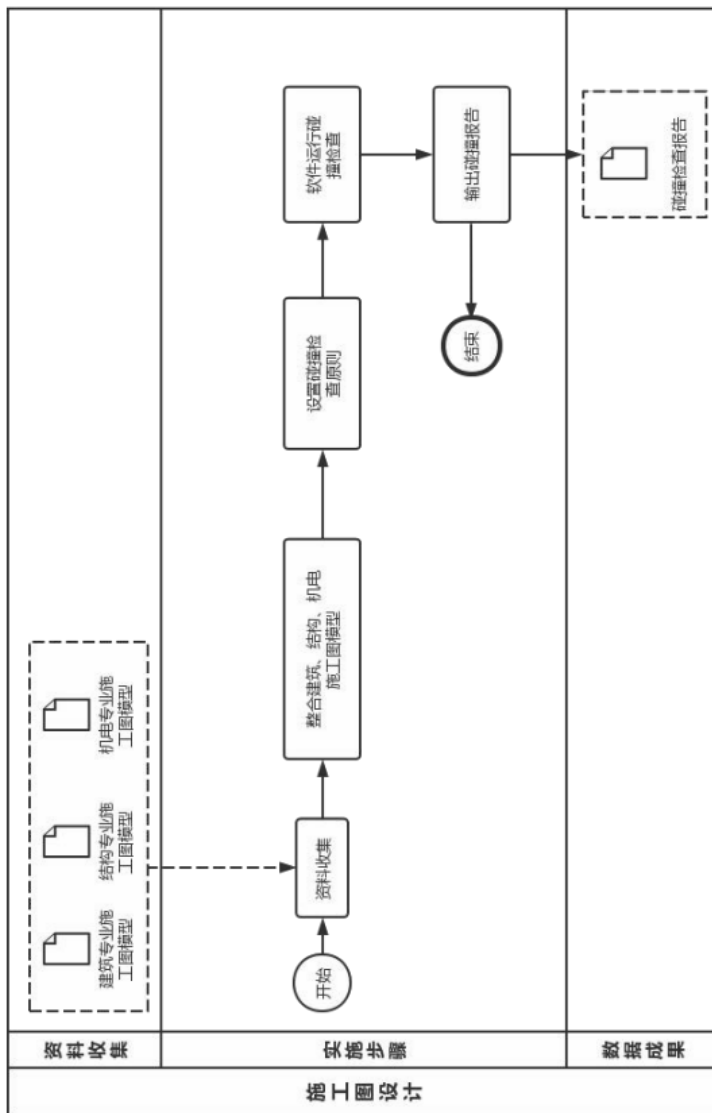 施工图设计
资料收集
建筑专业施
工图模型
结构专业施
工图模型
机电专业施
工图模型
实施步骤
开始
资料收集
整合建筑、结构、机电
施工图模型
设置碰撞检
查原则
软件运行碰
撞检查
输出碰撞报告
结束
数据成果
碰撞检查报告